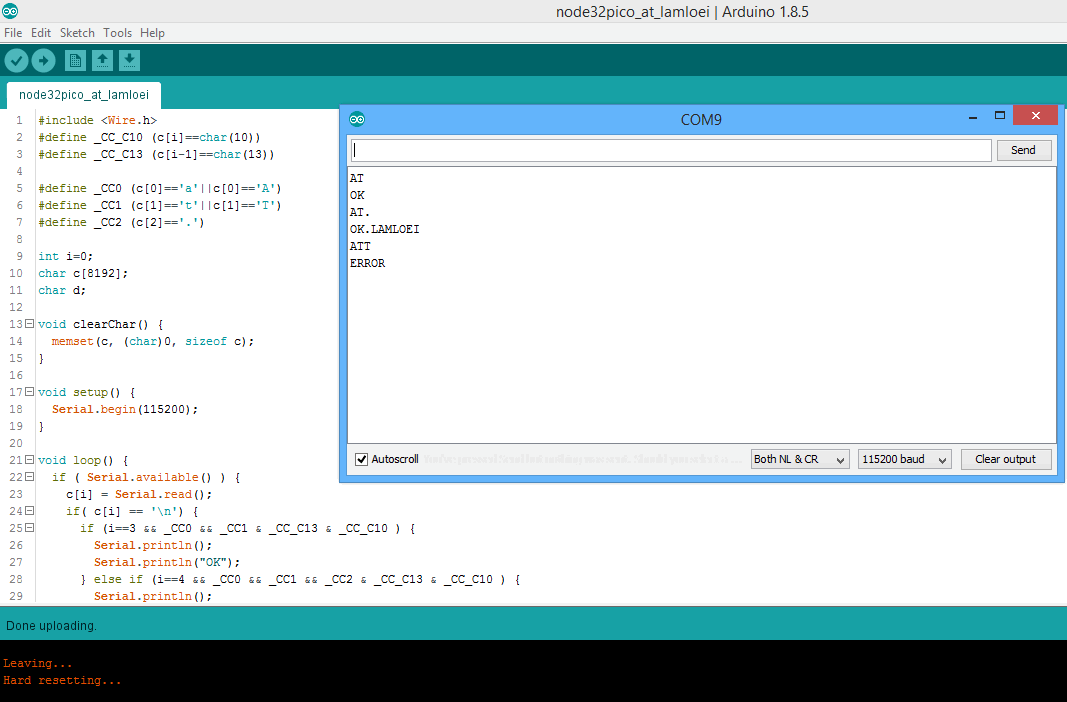 node32pico_at_lamloei | Arduino 1.8.5
File Edit Sketch Tools Help
node32pico_at_lamloei
1 #include <Wire.h>
2 #define _CC_C10 (c[i]==char(10))
3 #define _CC_C13 (c[i-1]==char(13))
4
5 #define _CC0 (c[0]=='a'||c[0]=='A')
6 #define _CC1 (c[1]=='t'||c[1]=='T')
7 #define _CC2 (c[2]=='.')
8
9 int i=0;
10 char c[8192];
11 char d;
12
13 void clearChar() {
14 memset(c, (char)0, sizeof c);
15 }
16
17 void setup() {
18 Serial.begin(115200);
19 }
20
21 void loop() {
22 if ( Serial.available() ) {
23 c[i] = Serial.read();
24 if( c[i] == '\n') {
25 if (i==3 && _CC0 && _CC1 & _CC_C13 & _CC_C10 ) {
26 Serial.println();
27 Serial.println("OK");
28 } else if (i==4 && _CC0 && _CC1 && _CC2 & _CC_C13 & _CC_C10 ) {
29 Serial.println();
COM9
Send
AT
OK
AT.
OK.LAMLOEI
ATT
ERROR
Autoscroll
Both NL & CR
115200 baud
Clear output
Done uploading.
Leaving...
Hard resetting...